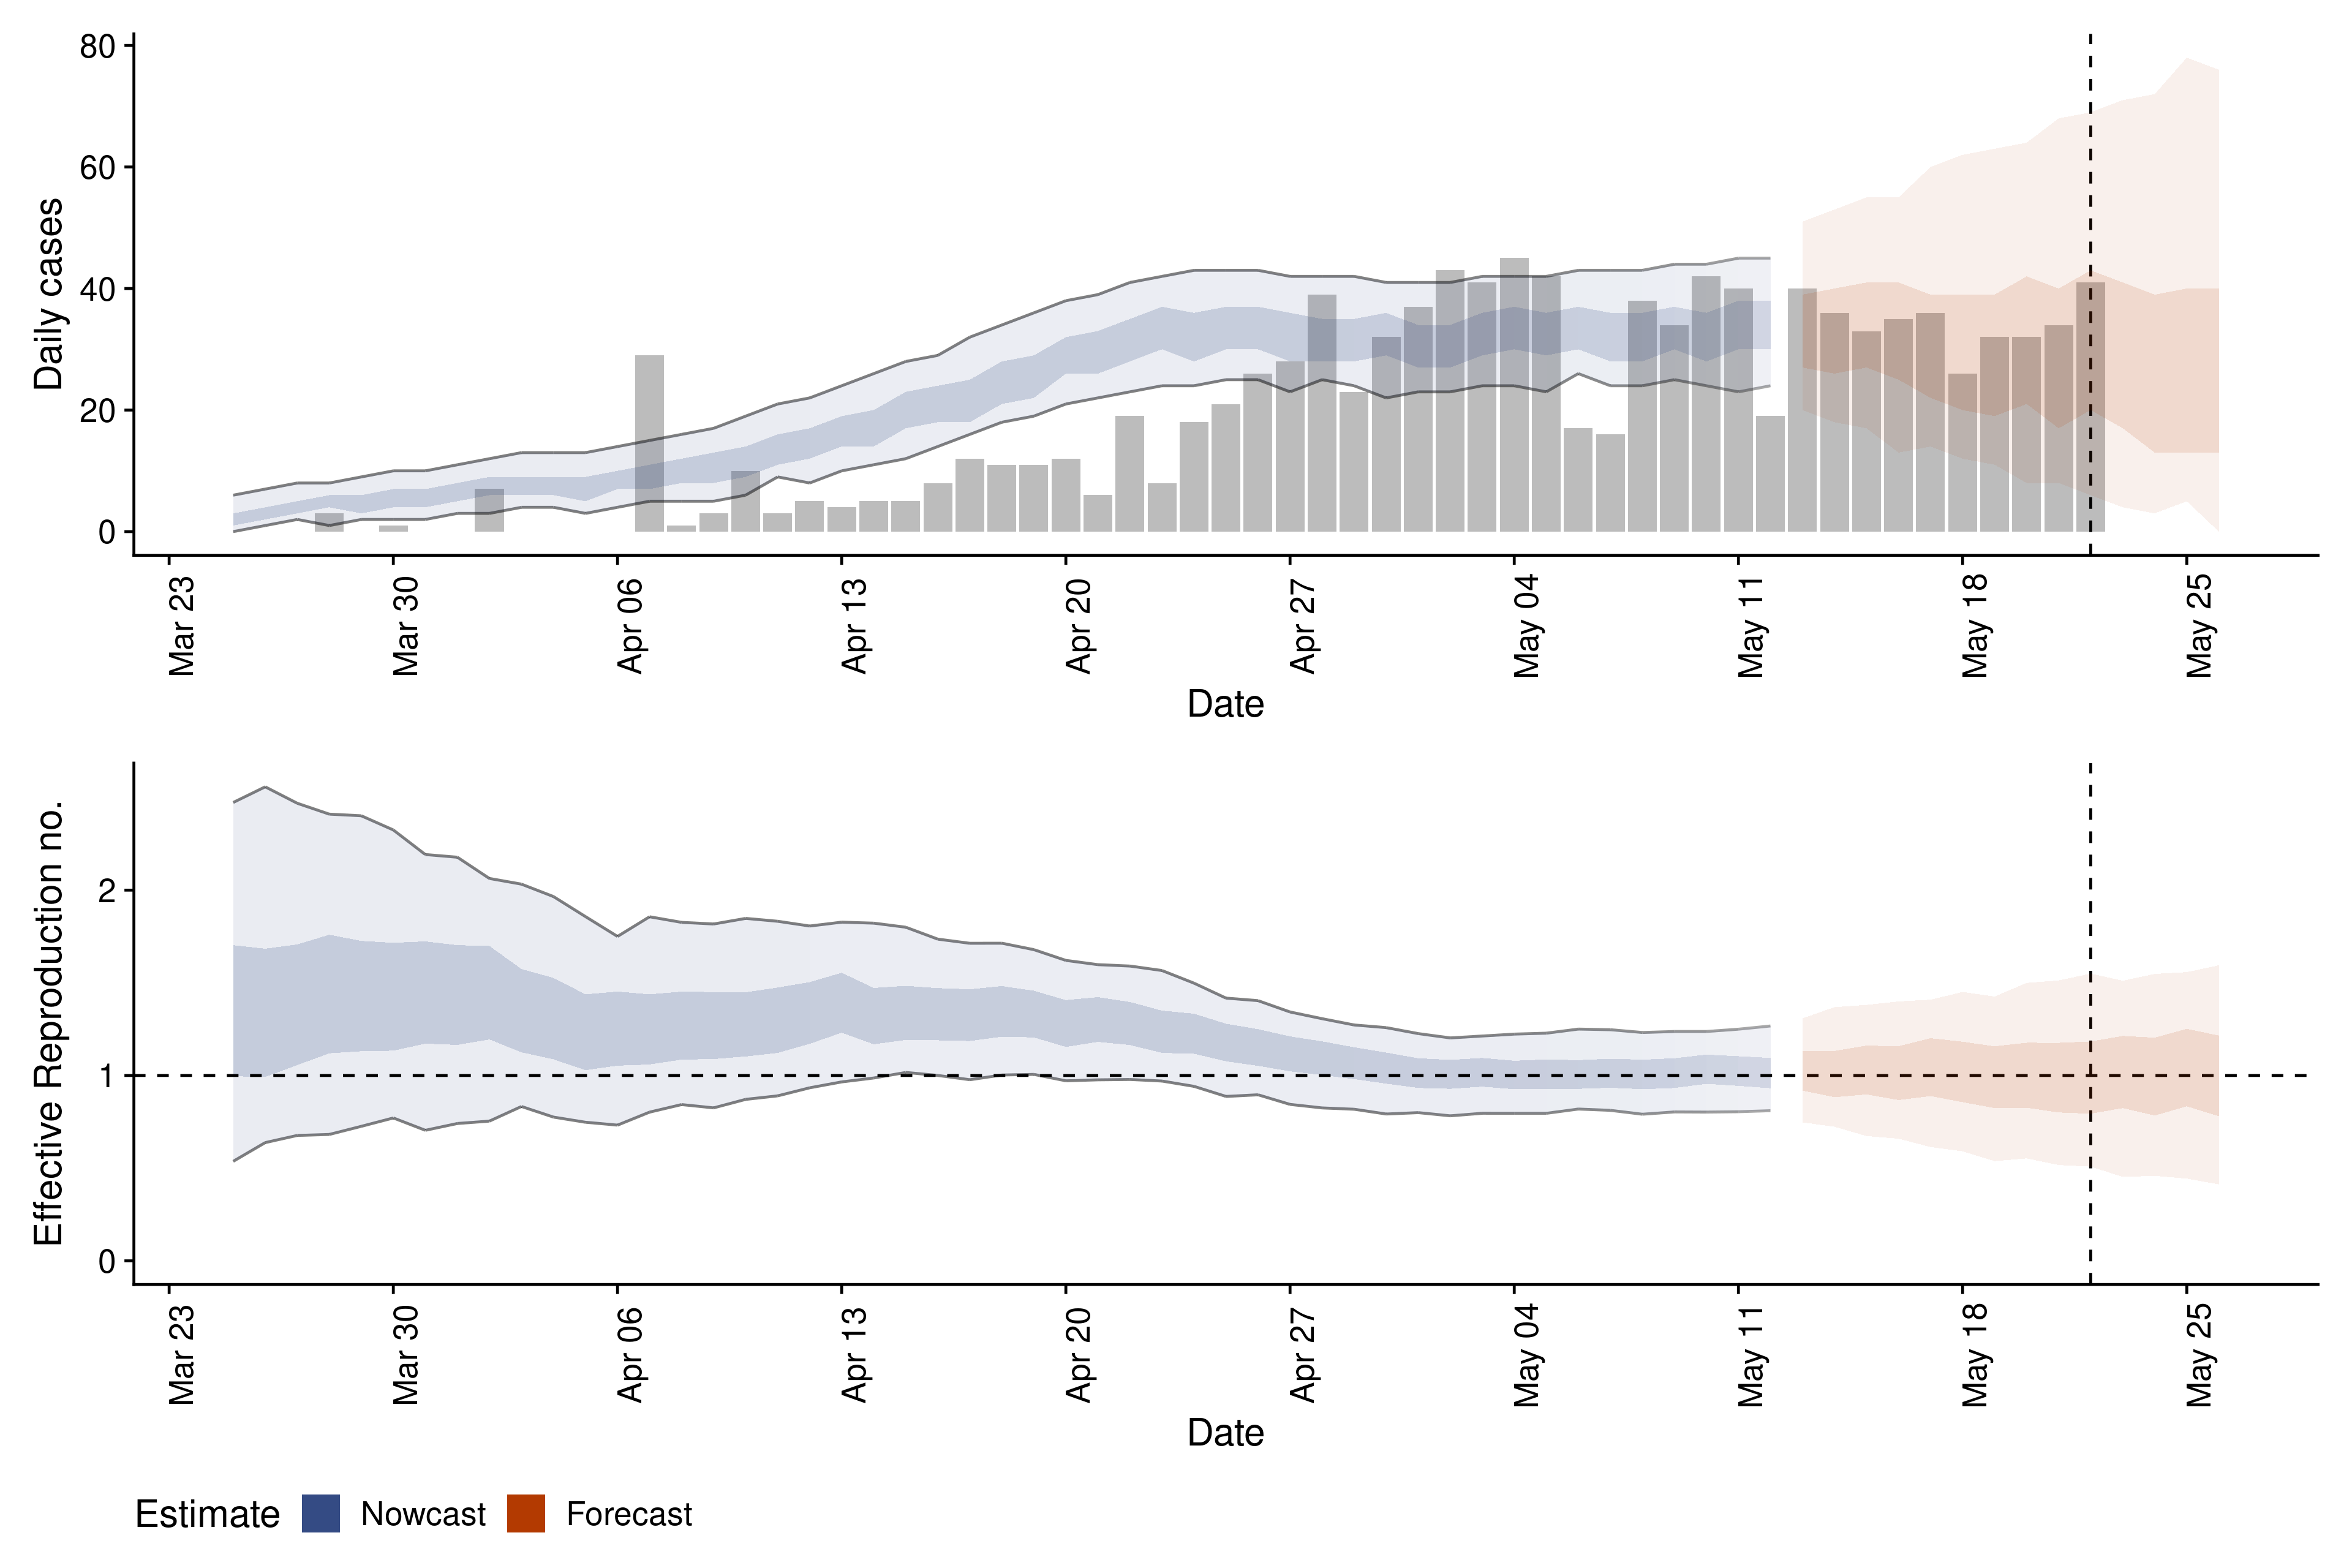 Daily cases
80
60
40
20
0
Mar 23
Mar 30
Apr 06
Apr 13
Apr 20
Apr 27
May 04
May 11
May 18
May 25
Date
Effective Reproduction no.
2
1
0
Mar 23
Mar 30
Apr 06
Apr 13
Apr 20
Apr 27
May 04
May 11
May 18
May 25
Date
Estimate Nowcast Forecast